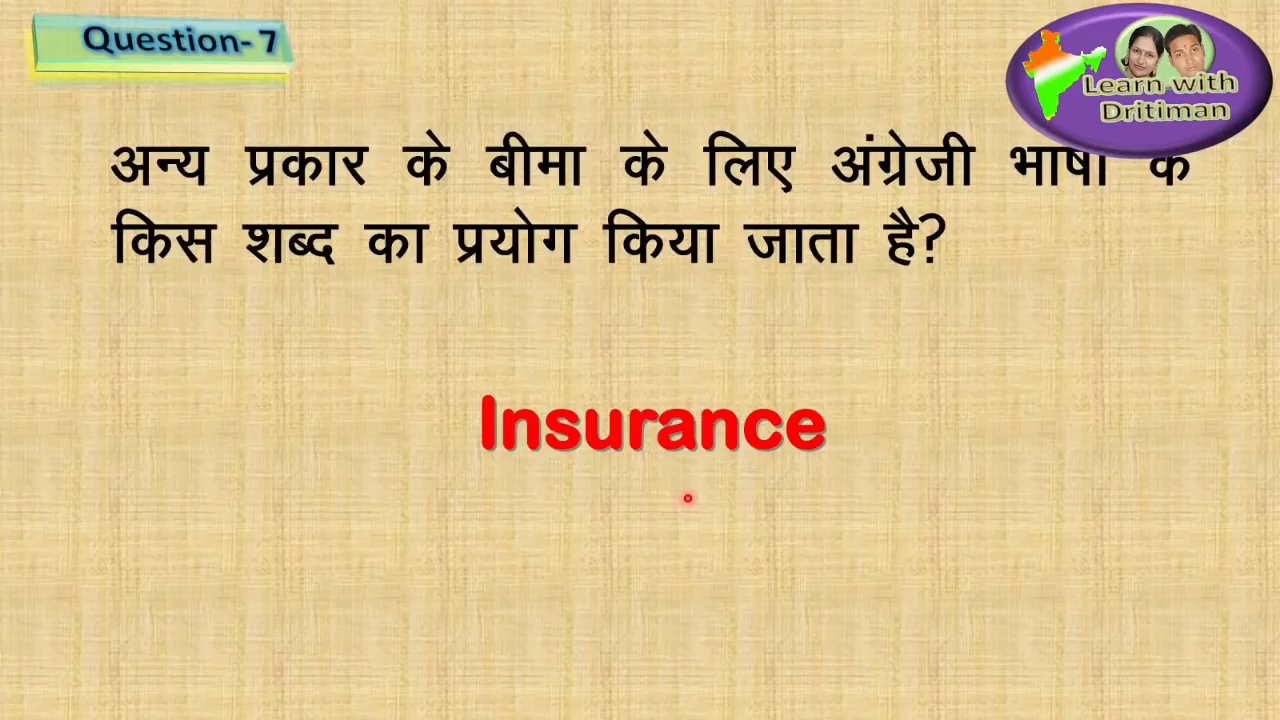 Question- 7
Learn with
Dritiman
अन्य प्रकार के बीमा के लिए अंग्रेजी भाषा के
किस शब्द का प्रयोग किया जाता है?
Insurance